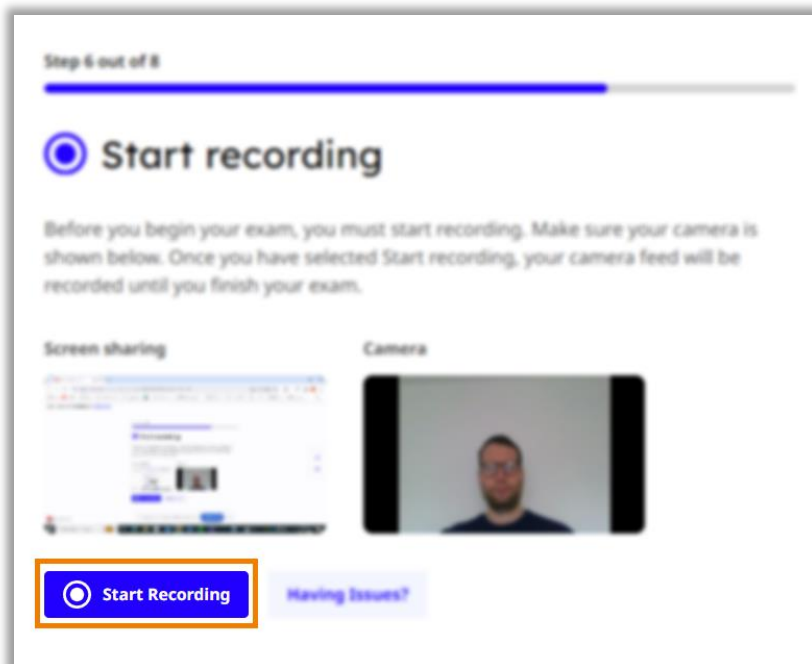 Step 6 out of 8
Start recording
Before you begin your exam, you must start recording. Make sure your camera is
shown below. Once you have selected Start recording, your camera feed will be
recorded until you finish your exam.
Screen sharing
Camera
Start Recording
Having Issues?